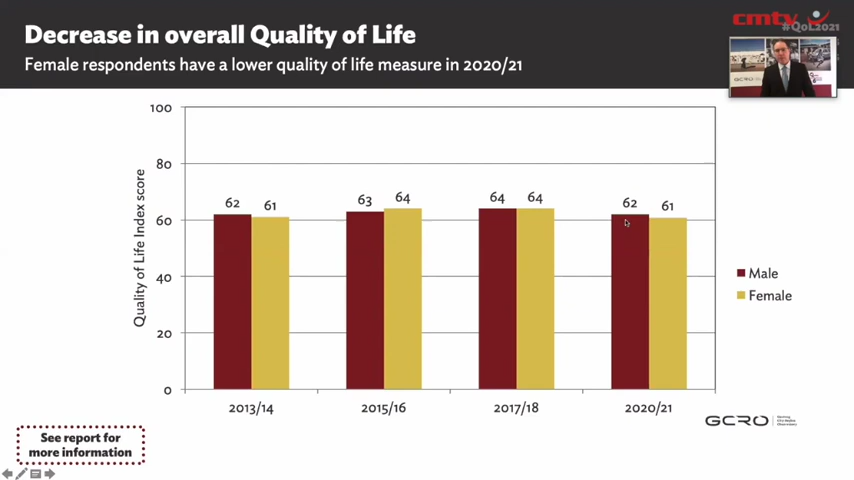 Decrease in overall Quality of Life
Female respondents have a lower quality of life measure in 2020/21
cmtv
#QoL2021
GCRO
100
80
60
40
20
0
Quality of Life Index score
62 61
63 64
64 64
62 61
2013/14 2015/16 2017/18 2020/21
Male
Female
GCRO
See report for
more information